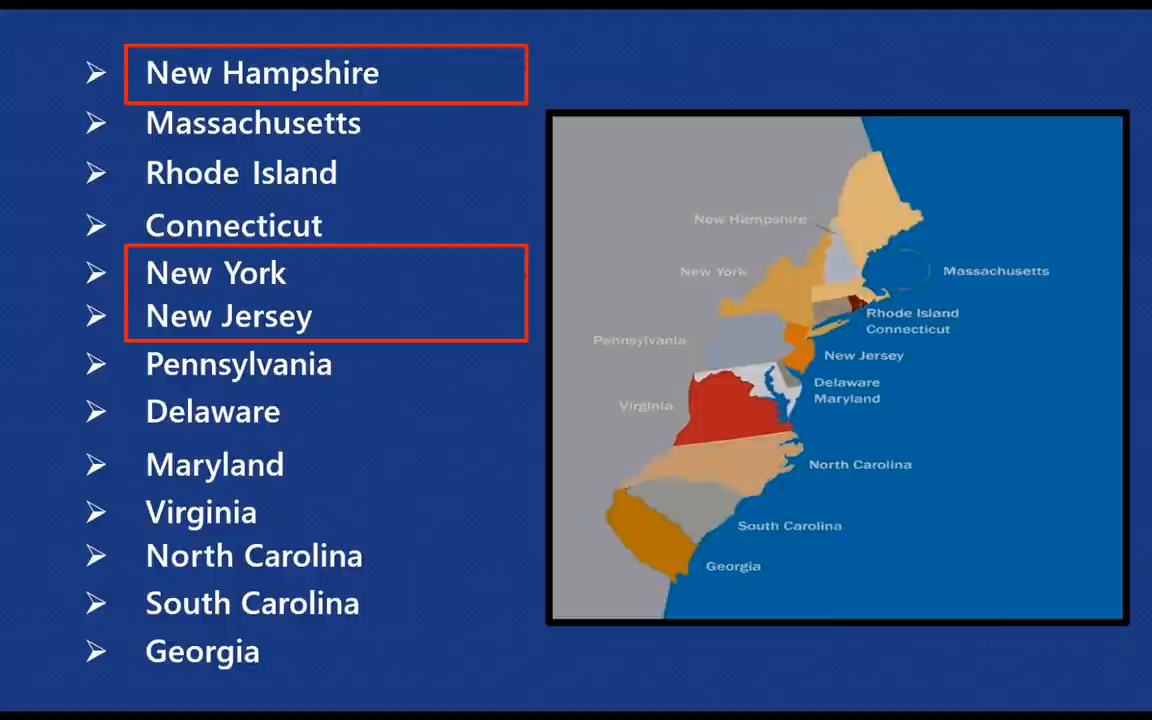 New Hampshire
Massachusetts
Rhode Island
Connecticut
New York
New Jersey
Pennsylvania
Delaware
Maryland
Virginia
North Carolina
South Carolina
Georgia
New Hampshire
New York
Massachusetts
Rhode Island
Connecticut
Pennsylvania
New Jersey
Delaware
Maryland
Virginia
North Carolina
South Carolina
Georgia